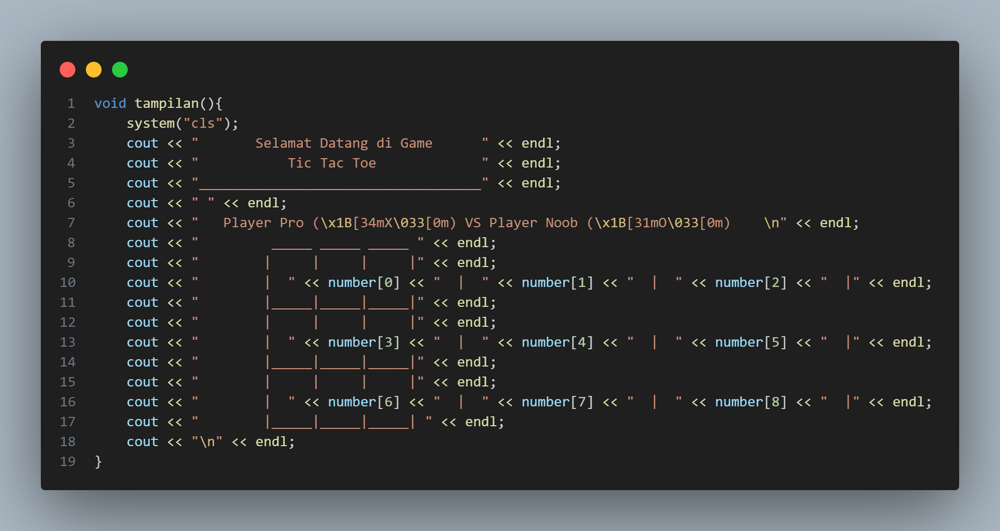 1 void tampilan(){
2     system("cls");
3     cout << "       Selamat Datang di Game      " << endl;
4     cout << "           Tic Tac Toe             " << endl;
5     cout << "___________________________________" << endl;
6     cout << " " << endl;
7     cout << "   Player Pro (\x1B[34mX\033[0m) VS Player Noob (\x1B[31mO\033[0m)    \n" << endl;
8     cout << "         _____ _____ _____ " << endl;
9     cout << "        |     |     |     |" << endl;
10     cout << "        |  " << number[0] << "  |  " << number[1] << "  |  " << number[2] << "  |" << endl;
11     cout << "        |_____|_____|_____|" << endl;
12     cout << "        |     |     |     |" << endl;
13     cout << "        |  " << number[3] << "  |  " << number[4] << "  |  " << number[5] << "  |" << endl;
14     cout << "        |_____|_____|_____|" << endl;
15     cout << "        |     |     |     |" << endl;
16     cout << "        |  " << number[6] << "  |  " << number[7] << "  |  " << number[8] << "  |" << endl;
17     cout << "        |_____|_____|_____| " << endl;
18     cout << "\n" << endl;
19 }